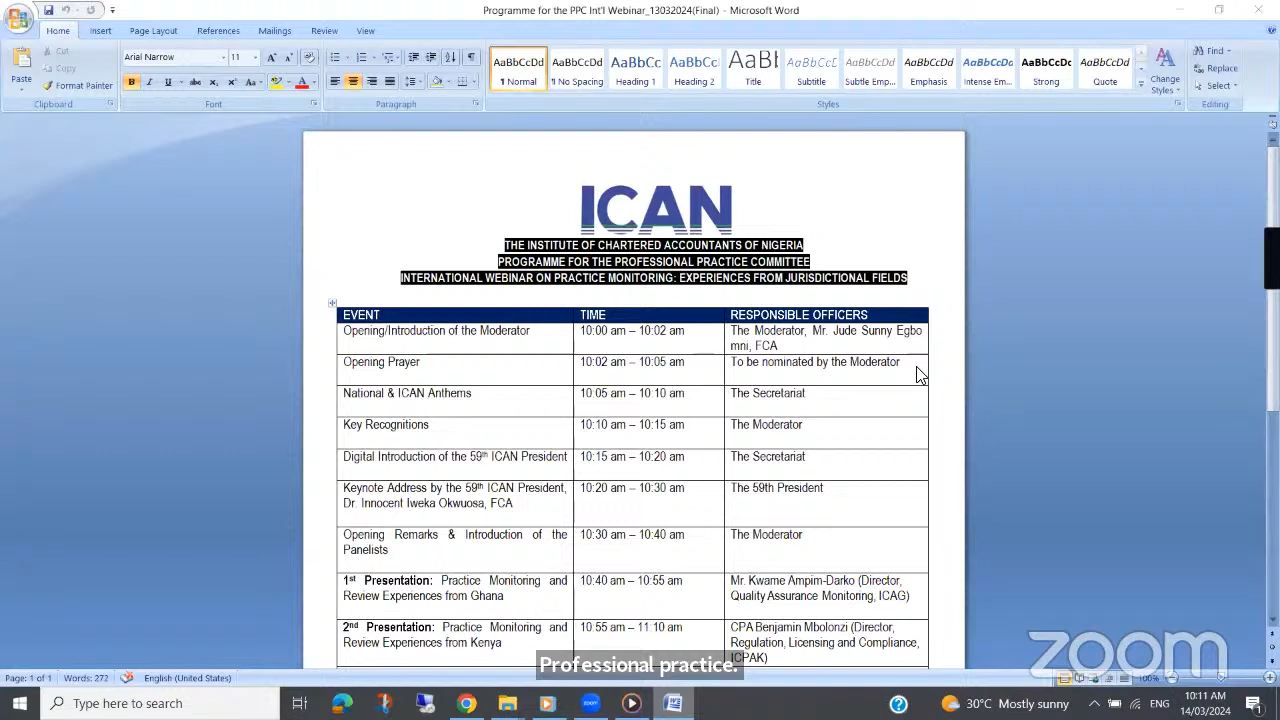 Programme for the PPC Int'l Webinar_13032024(Final) - Microsoft Word
Home Insert Page Layout References Mailings Review View
Paste
Cut
Copy
Format Painter
Clipboard
Arial Narrow 11
Font
Paragraph
AaBbCcDd AaBbCcDd AaBbCc AaBbCc AaB AaBbCcDd AaBbCcDd AaBbCcDd AaBbCcDd AaBbCcDd AaBbCcDd
¶ Normal ¶ No Spacing Heading 1 Heading 2 Title Subtitle Subtle Emp... Emphasis Intense Em... Strong Quote
Change Styles
Styles
Find
Replace
Select
Editing
ICAN
THE INSTITUTE OF CHARTERED ACCOUNTANTS OF NIGERIA
PROGRAMME FOR THE PROFESSIONAL PRACTICE COMMITTEE
INTERNATIONAL WEBINAR ON PRACTICE MONITORING: EXPERIENCES FROM JURISDICTIONAL FIELDS
EVENT TIME RESPONSIBLE OFFICERS
Opening/Introduction of the Moderator 10:00 am – 10:02 am The Moderator, Mr. Jude Sunny Egbo
mni, FCA
Opening Prayer 10:02 am – 10:05 am To be nominated by the Moderator
National & ICAN Anthems 10:05 am – 10:10 am The Secretariat
Key Recognitions 10:10 am – 10:15 am The Moderator
Digital Introduction of the 59th ICAN President 10:15 am – 10:20 am The Secretariat
Keynote Address by the 59th ICAN President, 10:20 am – 10:30 am The 59th President
Dr. Innocent Iweka Okwuosa, FCA
Opening Remarks & Introduction of the 10:30 am – 10:40 am The Moderator
Panelists
1st Presentation: Practice Monitoring and 10:40 am – 10:55 am Mr. Kwame Ampim-Darko (Director,
Review Experiences from Ghana Quality Assurance Monitoring, ICAG)
2nd Presentation: Practice Monitoring and 10:55 am – 11:10 am CPA Benjamin Mbolonzi (Director,
Review Experiences from Kenya Regulation, Licensing and Compliance,
ICPAK)
Professional practice.
zoom
Page: 1 of 1 Words: 272 English (United States) 100%
Type here to search
30°C Mostly sunny ENG 10:11 AM
14/03/2024